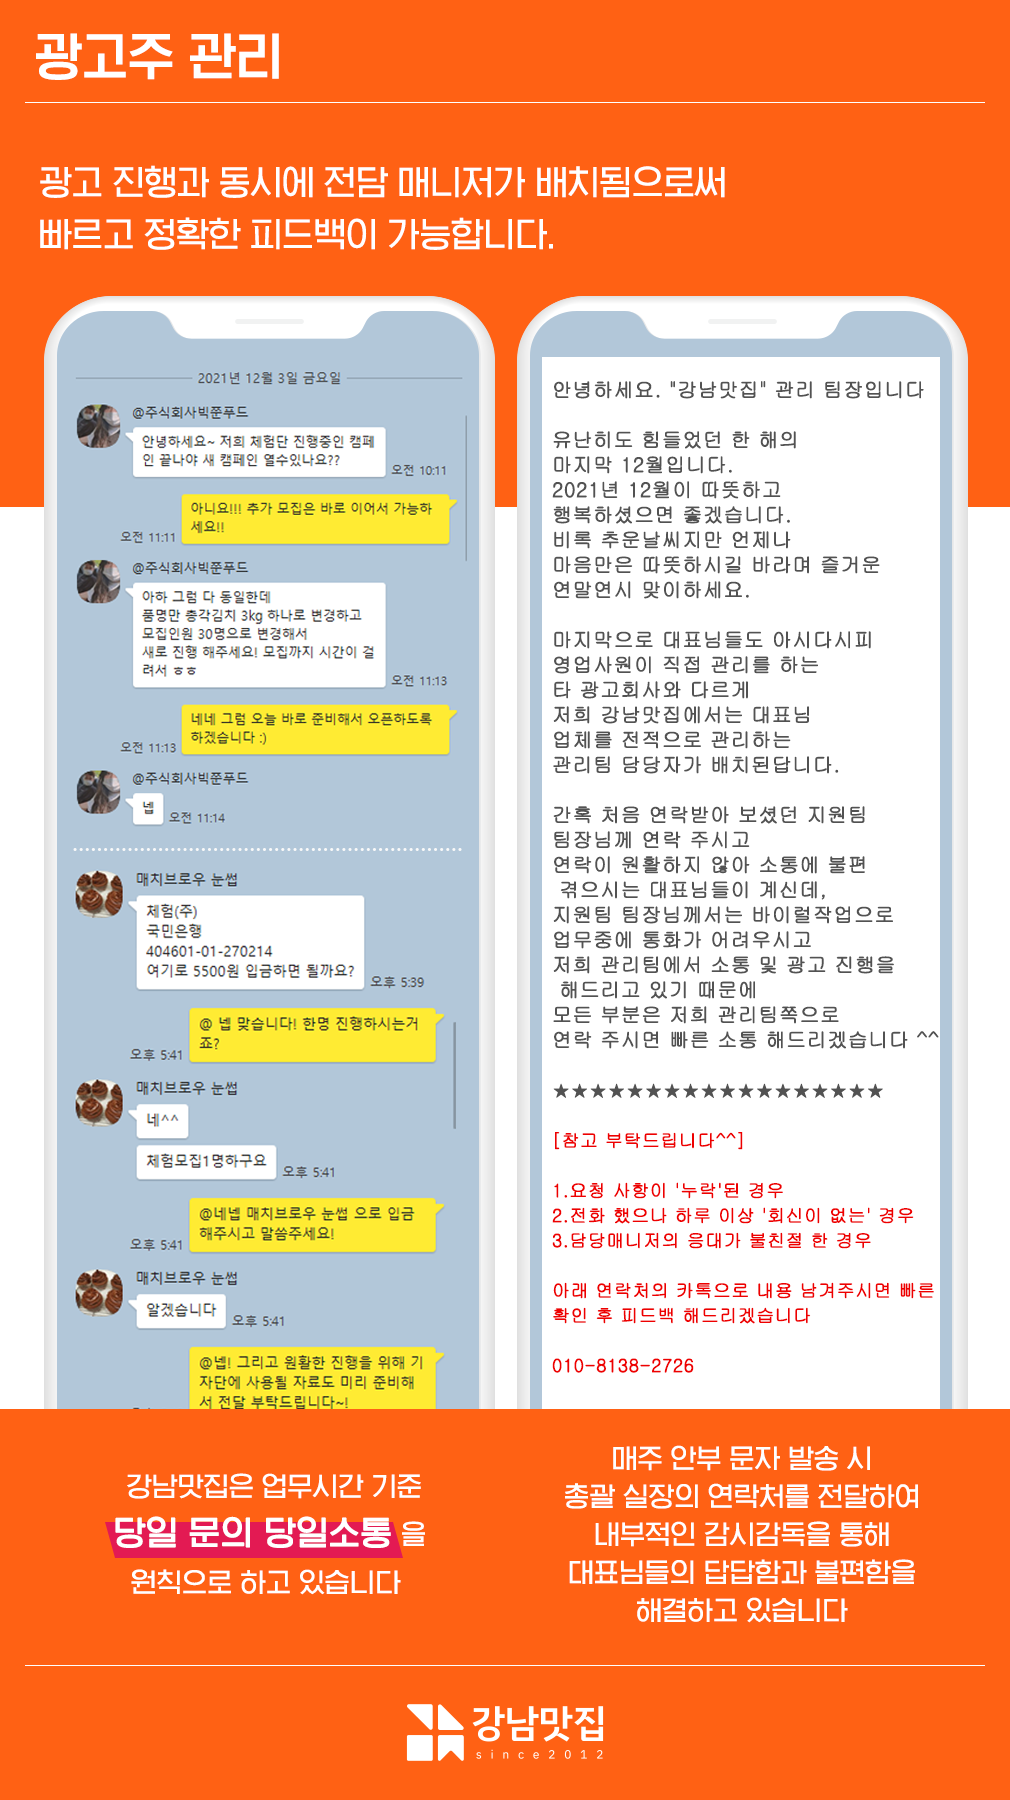 광고주 관리
광고 진행과 동시에 전담 매니저가 배치됨으로써
빠르고 정확한 피드백이 가능합니다.
2021년 12월 3일 금요일
@주식회사빅쭌푸드
안녕하세요~ 저희 체험단 진행중인 캠페
인 끝나야 새 캠페인 열수있나요??
오전 10:11
아니요!!! 추가 모집은 바로 이어서 가능하
세요!!
오전 11:11
@주식회사빅쭌푸드
아하 그럼 다 동일한데
품명만 총각김치 3kg 하나로 변경하고
모집인원 30명으로 변경해서
새로 진행 해주세요! 모집까지 시간이 걸
려서 ㅎㅎ
오전 11:13
네네 그럼 오늘 바로 준비해서 오픈하도록
하겠습니다 :)
오전 11:13
@주식회사빅쭌푸드
넵
오전 11:14
매치브로우 눈썹
체험(주)
국민은행
404601-01-270214
여기로 5500원 입금하면 될까요?
오후 5:39
@ 넵 맞습니다! 한명 진행하시는거
죠?
오후 5:41
매치브로우 눈썹
네^^
체험모집1명하구요
오후 5:41
@네넵 매치브로우 눈썹 으로 입금
해주시고 말씀주세요!
오후 5:41
매치브로우 눈썹
알겠습니다
오후 5:41
@넵! 그리고 원활한 진행을 위해 기
자단에 사용될 자료도 미리 준비해
서 전달 부탁드립니다~!
안녕하세요. "강남맛집" 관리 팀장입니다
유난히도 힘들었던 한 해의
마지막 12월입니다.
2021년 12월이 따뜻하고
행복하셨으면 좋겠습니다.
비록 추운날씨지만 언제나
마음만은 따뜻하시길 바라며 즐거운
연말연시 맞이하세요.
마지막으로 대표님들도 아시다시피
영업사원이 직접 관리를 하는
타 광고회사와 다르게
저희 강남맛집에서는 대표님
업체를 전적으로 관리하는
관리팀 담당자가 배치된답니다.
간혹 처음 연락받아 보셨던 지원팀
팀장님께 연락 주시고
연락이 원활하지 않아 소통에 불편
겪으시는 대표님들이 계신데,
지원팀 팀장님께서는 바이럴작업으로
업무중에 통화가 어려우시고
저희 관리팀에서 소통 및 광고 진행을
해드리고 있기 때문에
모든 부분은 저희 관리팀쪽으로
연락 주시면 빠른 소통 해드리겠습니다 ^^
★★★★★★★★★★★★★★★★★★
[참고 부탁드립니다^^]
1.요청 사항이 '누락'된 경우
2.전화 했으나 하루 이상 '회신이 없는' 경우
3.담당매니저의 응대가 불친절 한 경우
아래 연락처의 카톡으로 내용 남겨주시면 빠른
확인 후 피드백 해드리겠습니다
010-8138-2726
강남맛집은 업무시간 기준
당일 문의 당일소통 을
원칙으로 하고 있습니다
매주 안부 문자 발송 시
총괄 실장의 연락처를 전달하여
내부적인 감시감독을 통해
대표님들의 답답함과 불편함을
해결하고 있습니다
강남맛집
since2012